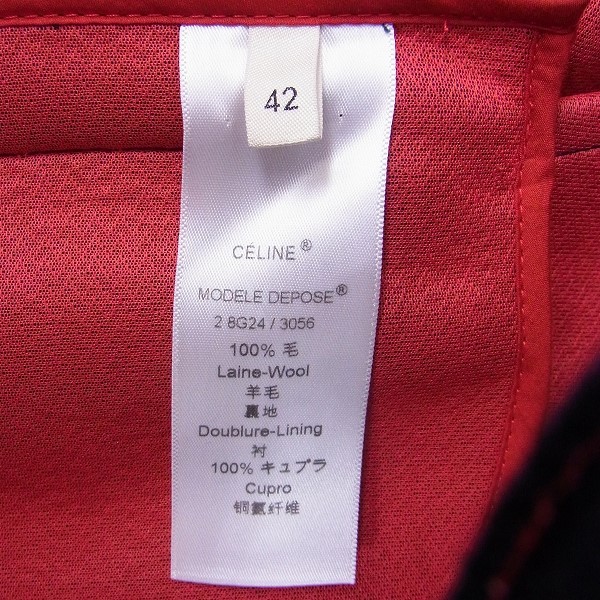 42
CÉLINE®
MODELE DEPOSE®
2 8G24 / 3056
100% 毛
Laine-Wool
羊毛
裏地
Doublure-Lining
衬
100% キュプラ
Cupro
铜氨纤维